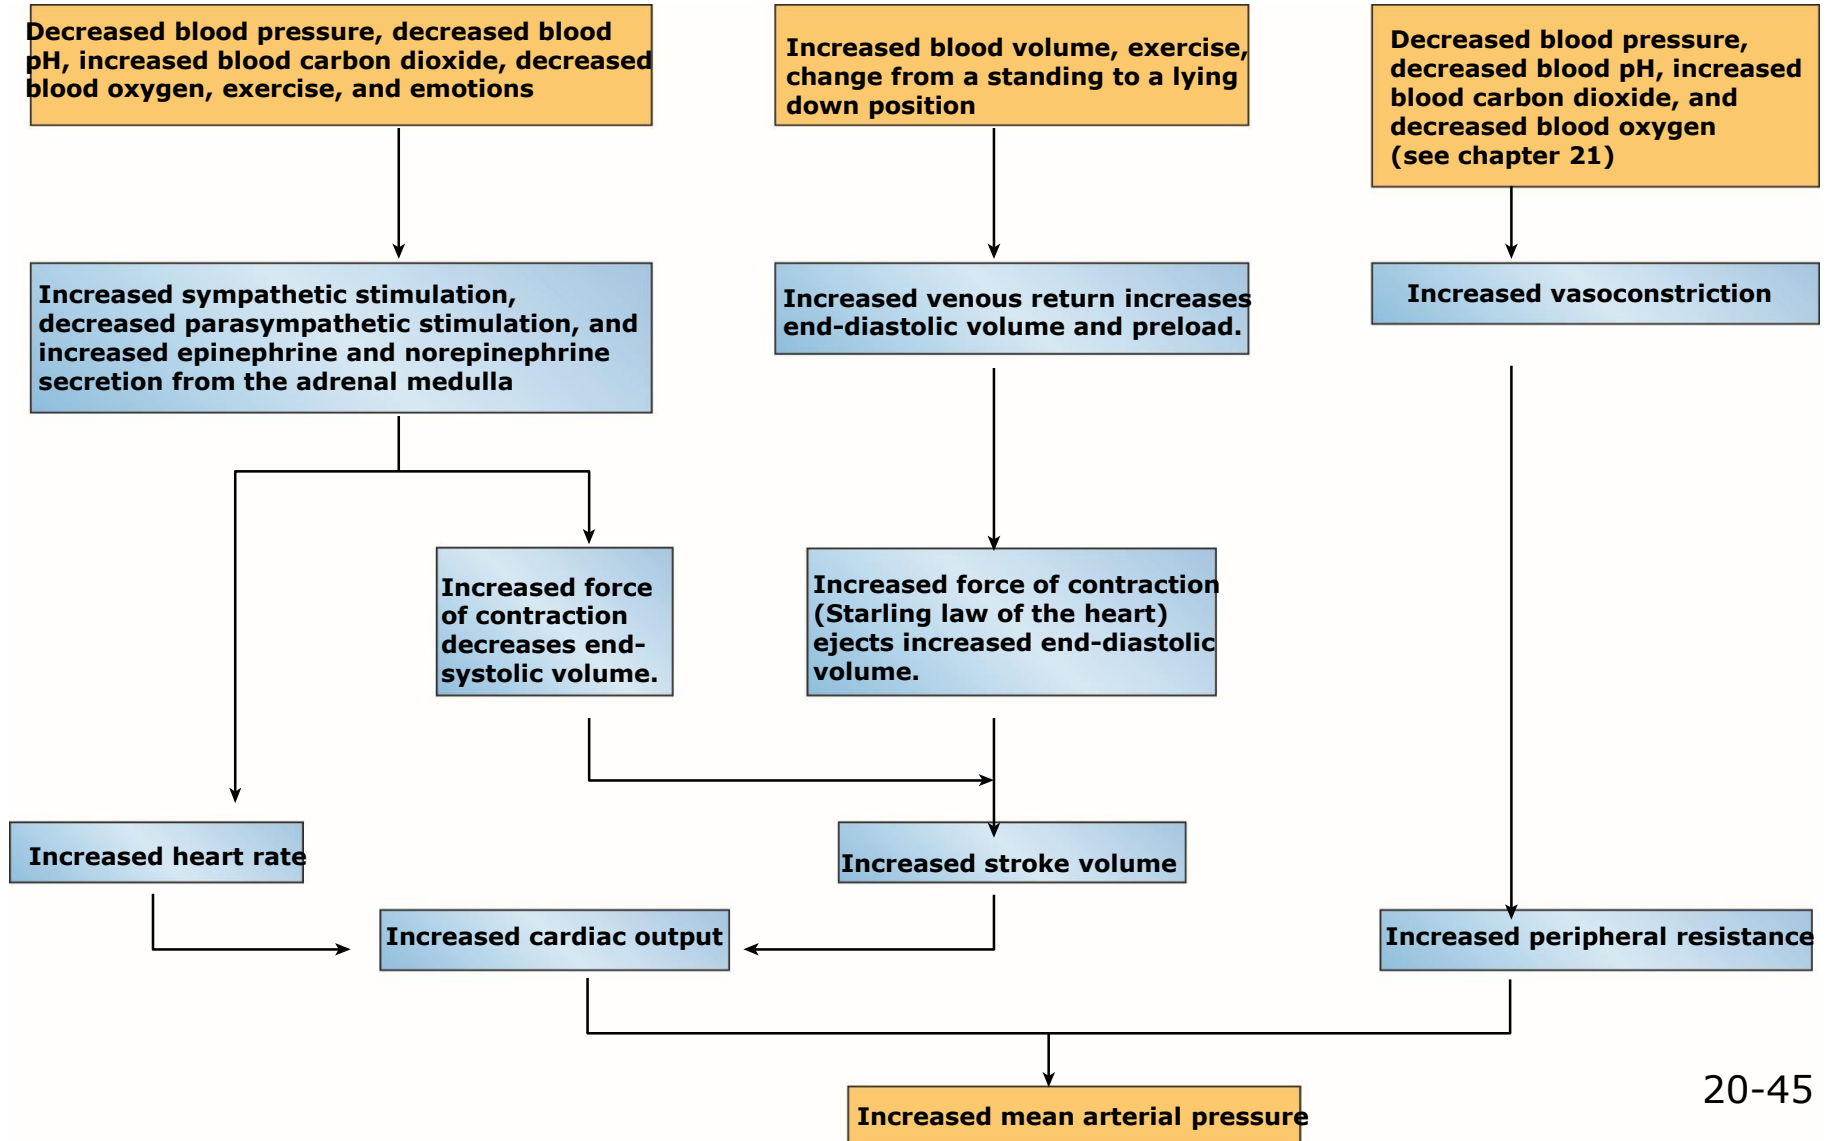 Decreased blood pressure, decreased blood
pH, increased blood carbon dioxide, decreased
blood oxygen, exercise, and emotions
Increased blood volume, exercise,
change from a standing to a lying
down position
Decreased blood pressure,
decreased blood pH, increased
blood carbon dioxide, and
decreased blood oxygen
(see chapter 21)
Increased sympathetic stimulation,
decreased parasympathetic stimulation, and
increased epinephrine and norepinephrine
secretion from the adrenal medulla
Increased venous return increases
end-diastolic volume and preload.
Increased vasoconstriction
Increased force
of contraction
decreases end-
systolic volume.
Increased force of contraction
(Starling law of the heart)
ejects increased end-diastolic
volume.
Increased heart rate
Increased stroke volume
Increased cardiac output
Increased peripheral resistance
Increased mean arterial pressure
20-45